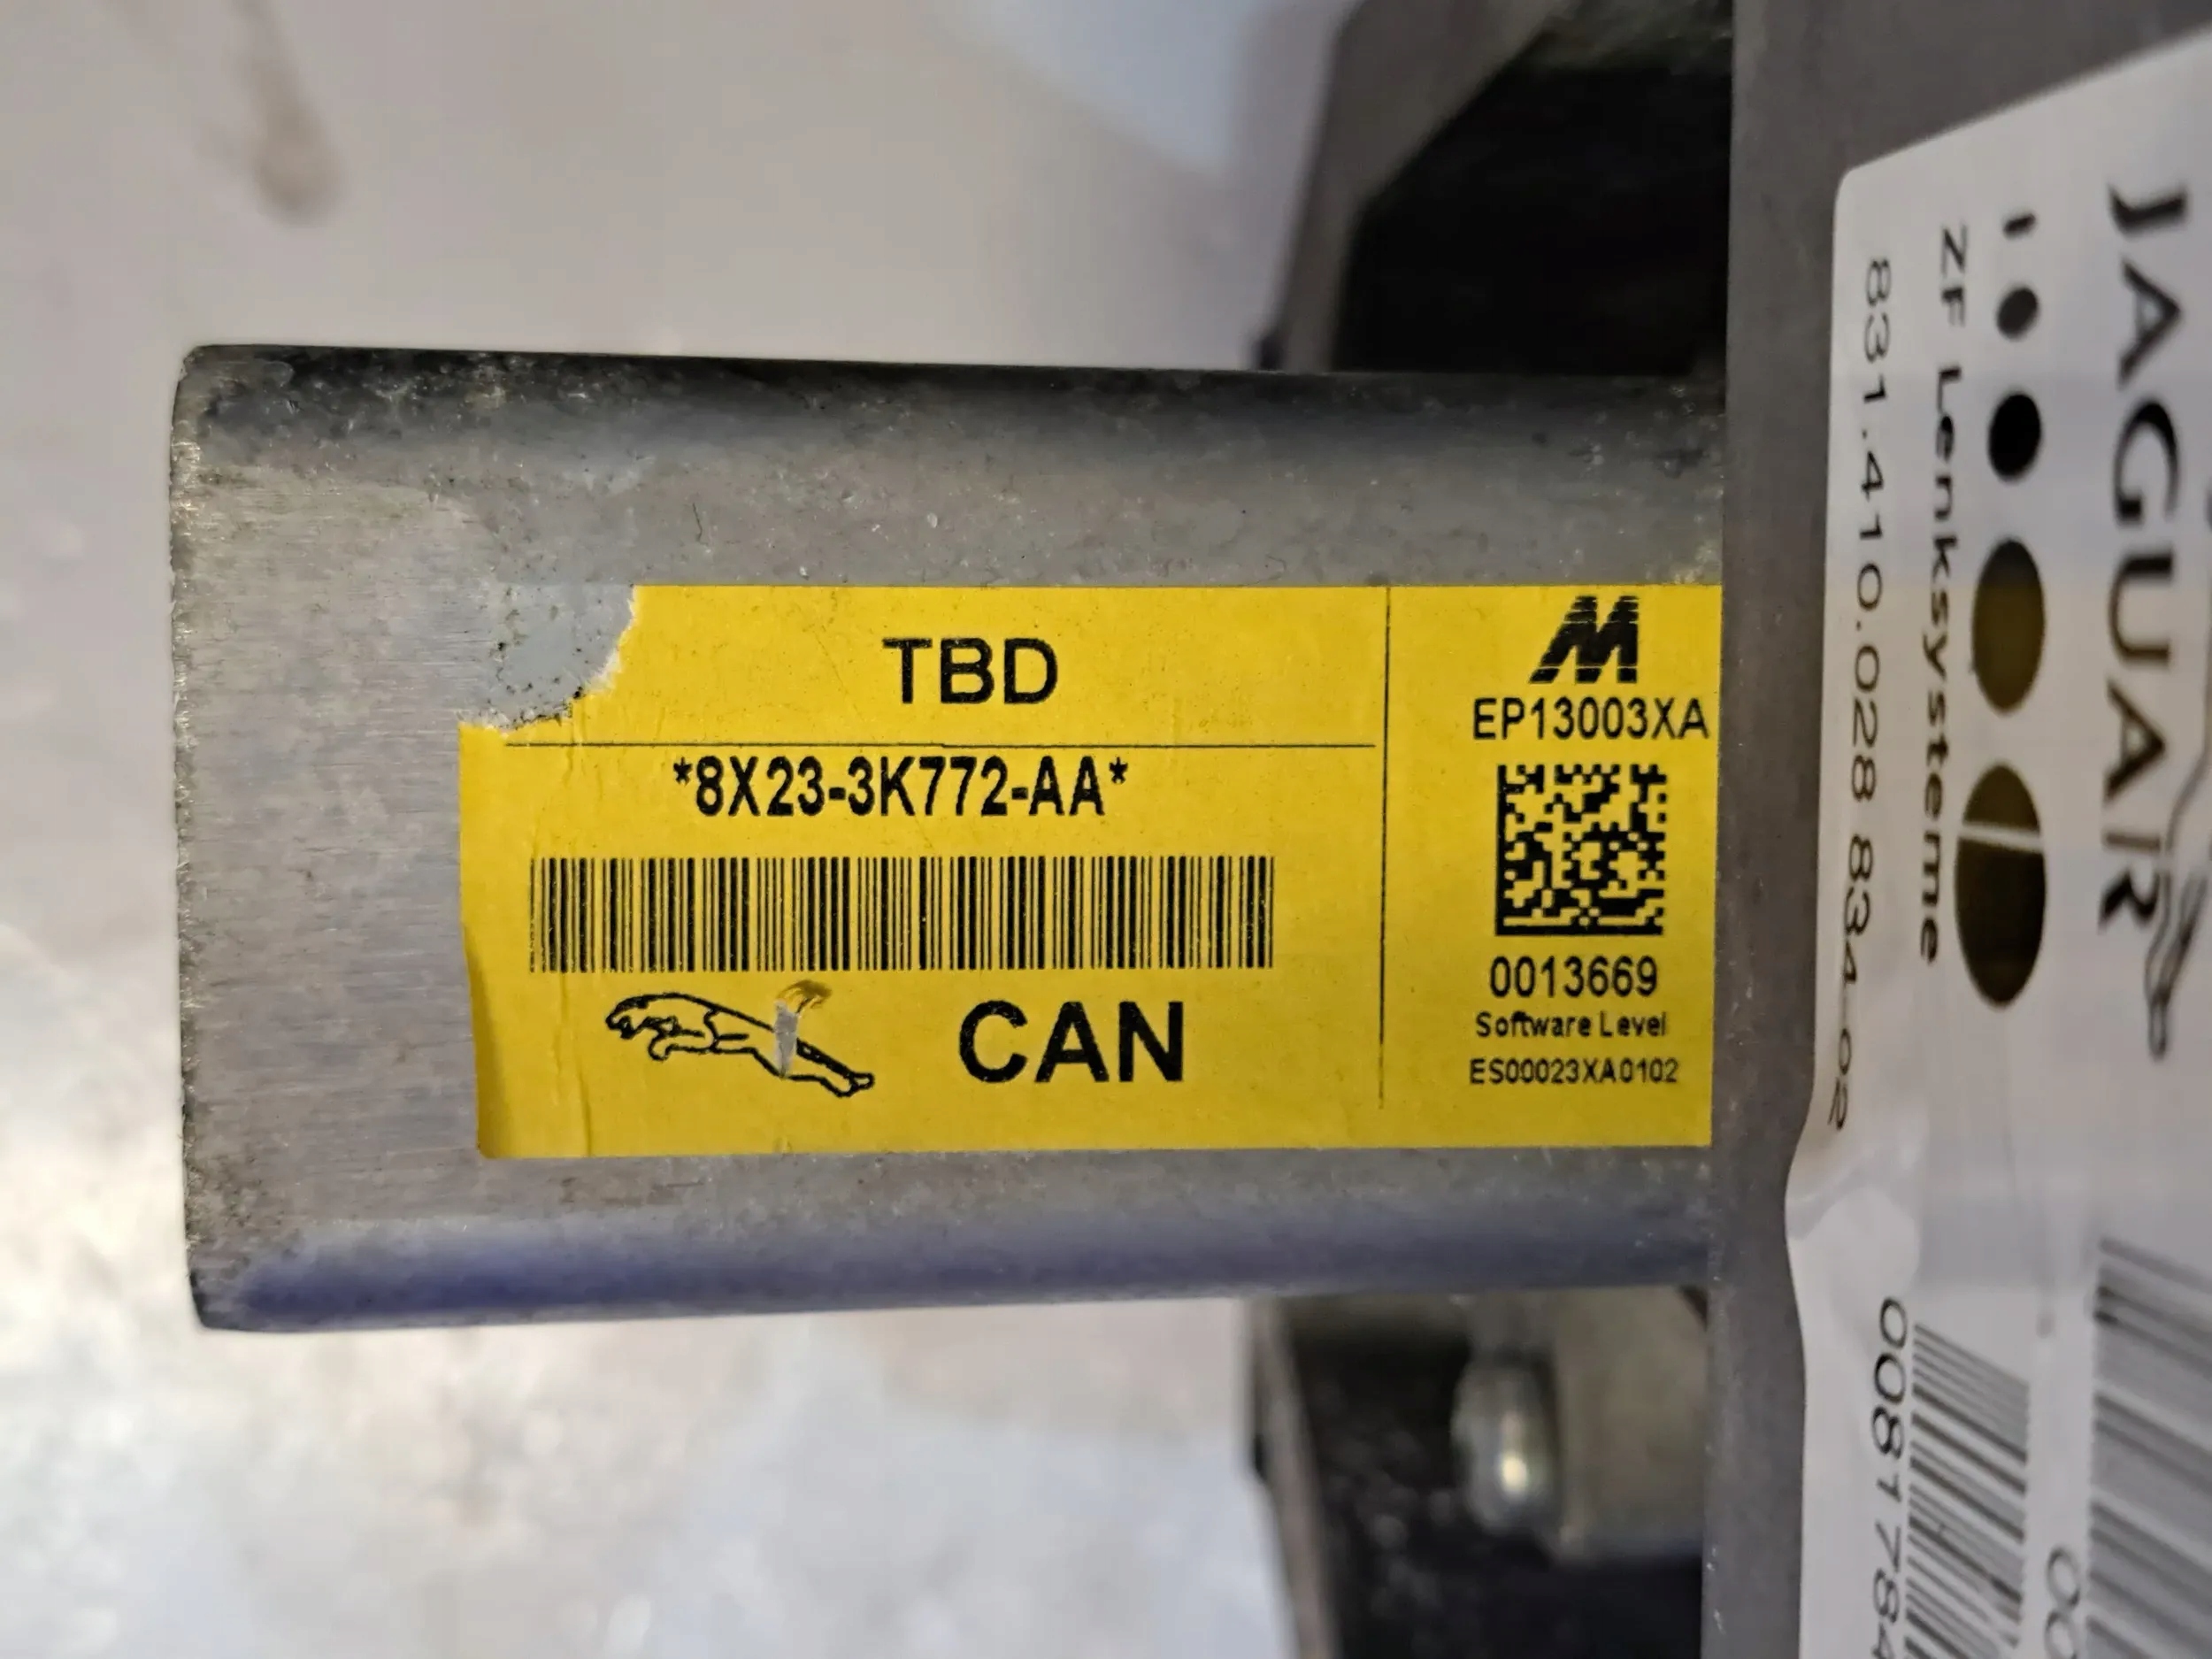 TBD
*8X23-3K772-AA*
CAN
EP13003XA
0013669
Software Level
ES00023XA0102
JAGUAR
ZF Lenksysteme
831.410.028 834.02